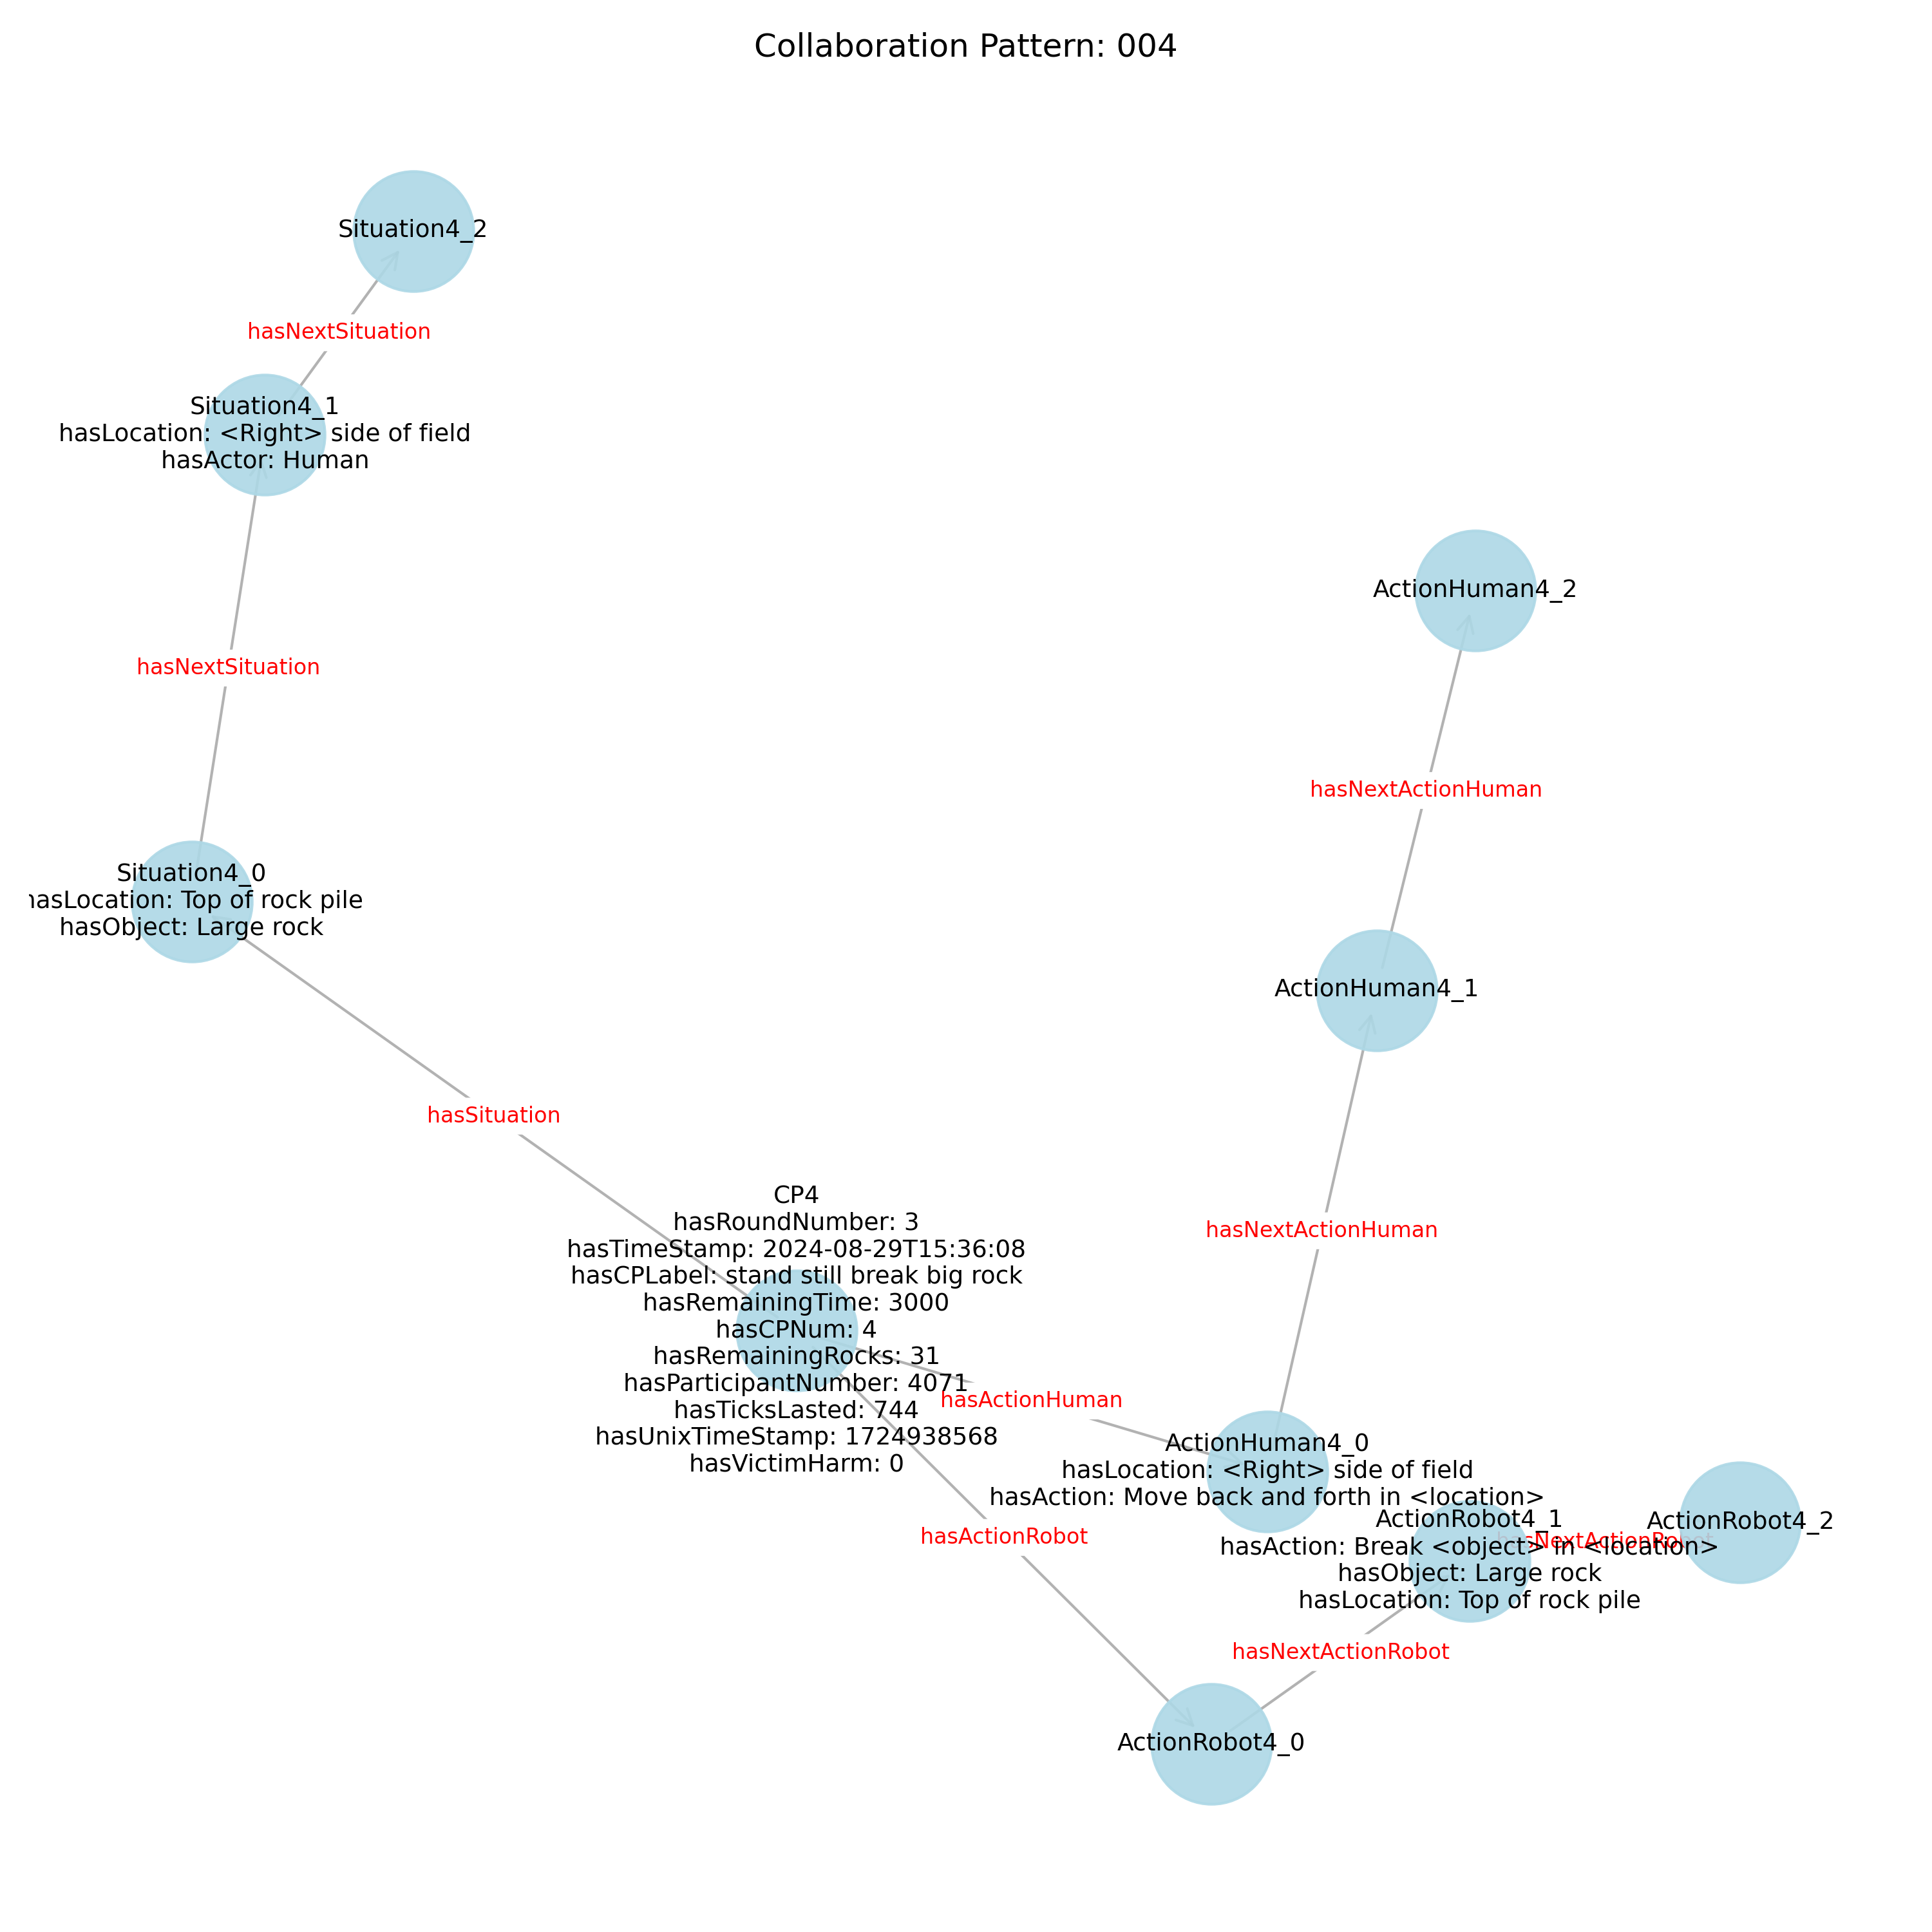 Collaboration Pattern: 004
Situation4_2
hasNextSituation
Situation4_1
hasLocation: <Right> side of field
hasActor: Human
hasNextSituation
Situation4_0
hasLocation: Top of rock pile
hasObject: Large rock
hasSituation
ActionHuman4_2
hasNextActionHuman
ActionHuman4_1
hasNextActionHuman
CP4
hasRoundNumber: 3
hasTimeStamp: 2024-08-29T15:36:08
hasCPLabel: stand still break big rock
hasRemainingTime: 3000
hasCPNum: 4
hasRemainingRocks: 31
hasParticipantNumber: 4071
hasTicksLasted: 744
hasUnixTimeStamp: 1724938568
hasVictimHarm: 0
hasActionHuman
ActionHuman4_0
hasLocation: <Right> side of field
hasAction: Move back and forth in <location>
hasActionRobot
ActionRobot4_1
hasAction: Break <object> in <location>
hasObject: Large rock
hasLocation: Top of rock pile
hasNextActionRobot
ActionRobot4_2
hasNextActionRobot
ActionRobot4_0